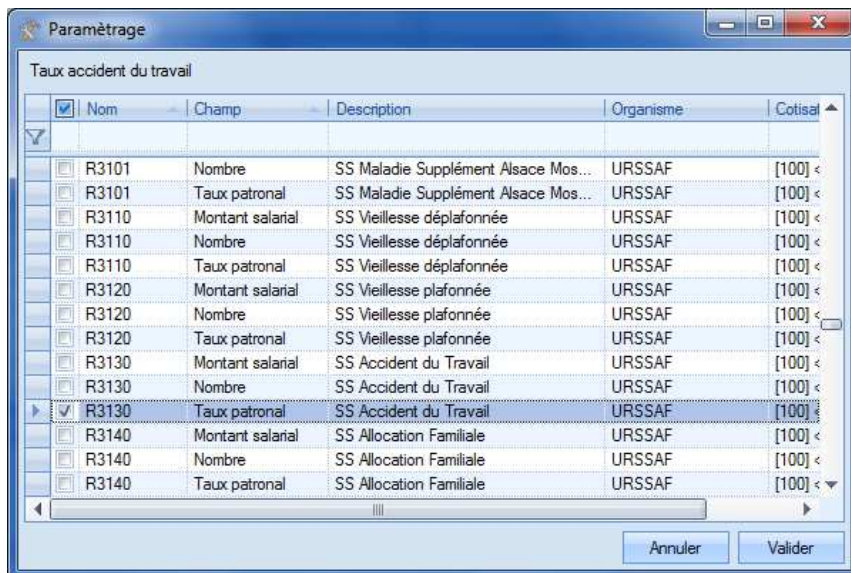 Paramètrage
Taux accident du travail
Nom Champ Description Organisme Cotisat
R3101 Nombre SS Maladie Supplément Alsace Mos... URSSAF [100] <
R3101 Taux patronal SS Maladie Supplément Alsace Mos... URSSAF [100] <
R3110 Montant salarial SS Vieillesse déplafonnée URSSAF [100] <
R3110 Nombre SS Vieillesse déplafonnée URSSAF [100] <
R3110 Taux patronal SS Vieillesse déplafonnée URSSAF [100] <
R3120 Montant salarial SS Vieillesse plafonnée URSSAF [100] <
R3120 Nombre SS Vieillesse plafonnée URSSAF [100] <
R3120 Taux patronal SS Vieillesse plafonnée URSSAF [100] <
R3130 Montant salarial SS Accident du Travail URSSAF [100] <
R3130 Nombre SS Accident du Travail URSSAF [100] <
R3130 Taux patronal SS Accident du Travail URSSAF [100] <
R3140 Montant salarial SS Allocation Familiale URSSAF [100] <
R3140 Nombre SS Allocation Familiale URSSAF [100] <
R3140 Taux patronal SS Allocation Familiale URSSAF [100] <
Annuler Valider